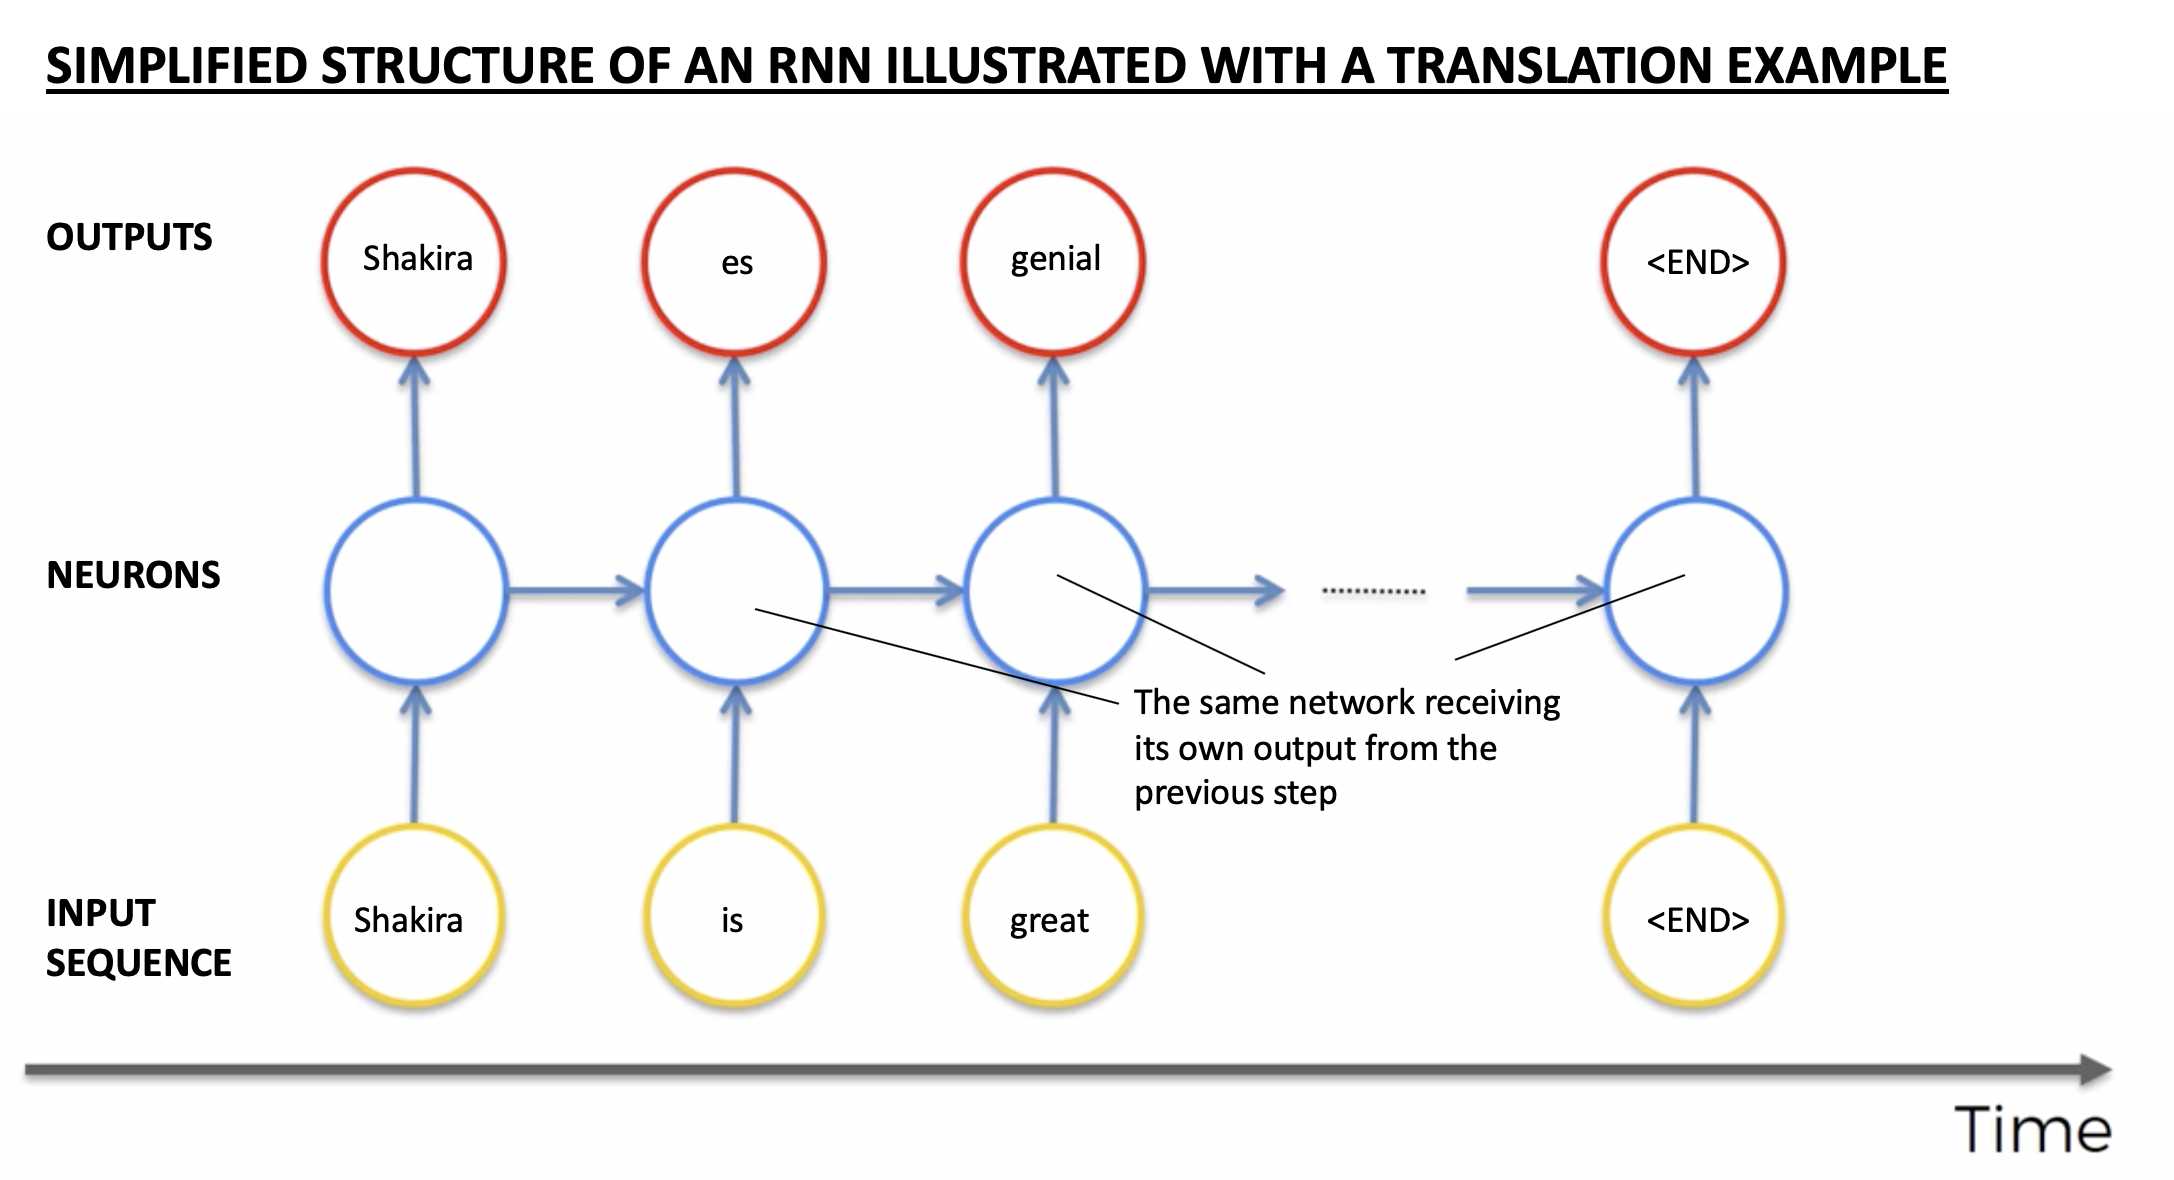 SIMPLIFIED STRUCTURE OF AN RNN ILLUSTRATED WITH A TRANSLATION EXAMPLE
OUTPUTS
Shakira
es
genial
<END>
NEURONS
The same network receiving
its own output from the
previous step
INPUT
SEQUENCE
Shakira
is
great
<END>
Time